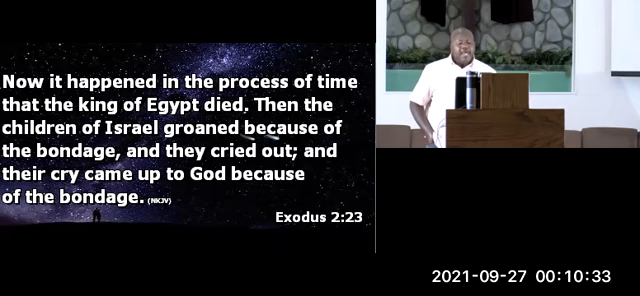 Now it happened in the process of time
that the king of Egypt died. Then the
children of Israel groaned because of
the bondage, and they cried out; and
their cry came up to God because
of the bondage. (NKJV)
Exodus 2:23
2021-09-27 00:10:33